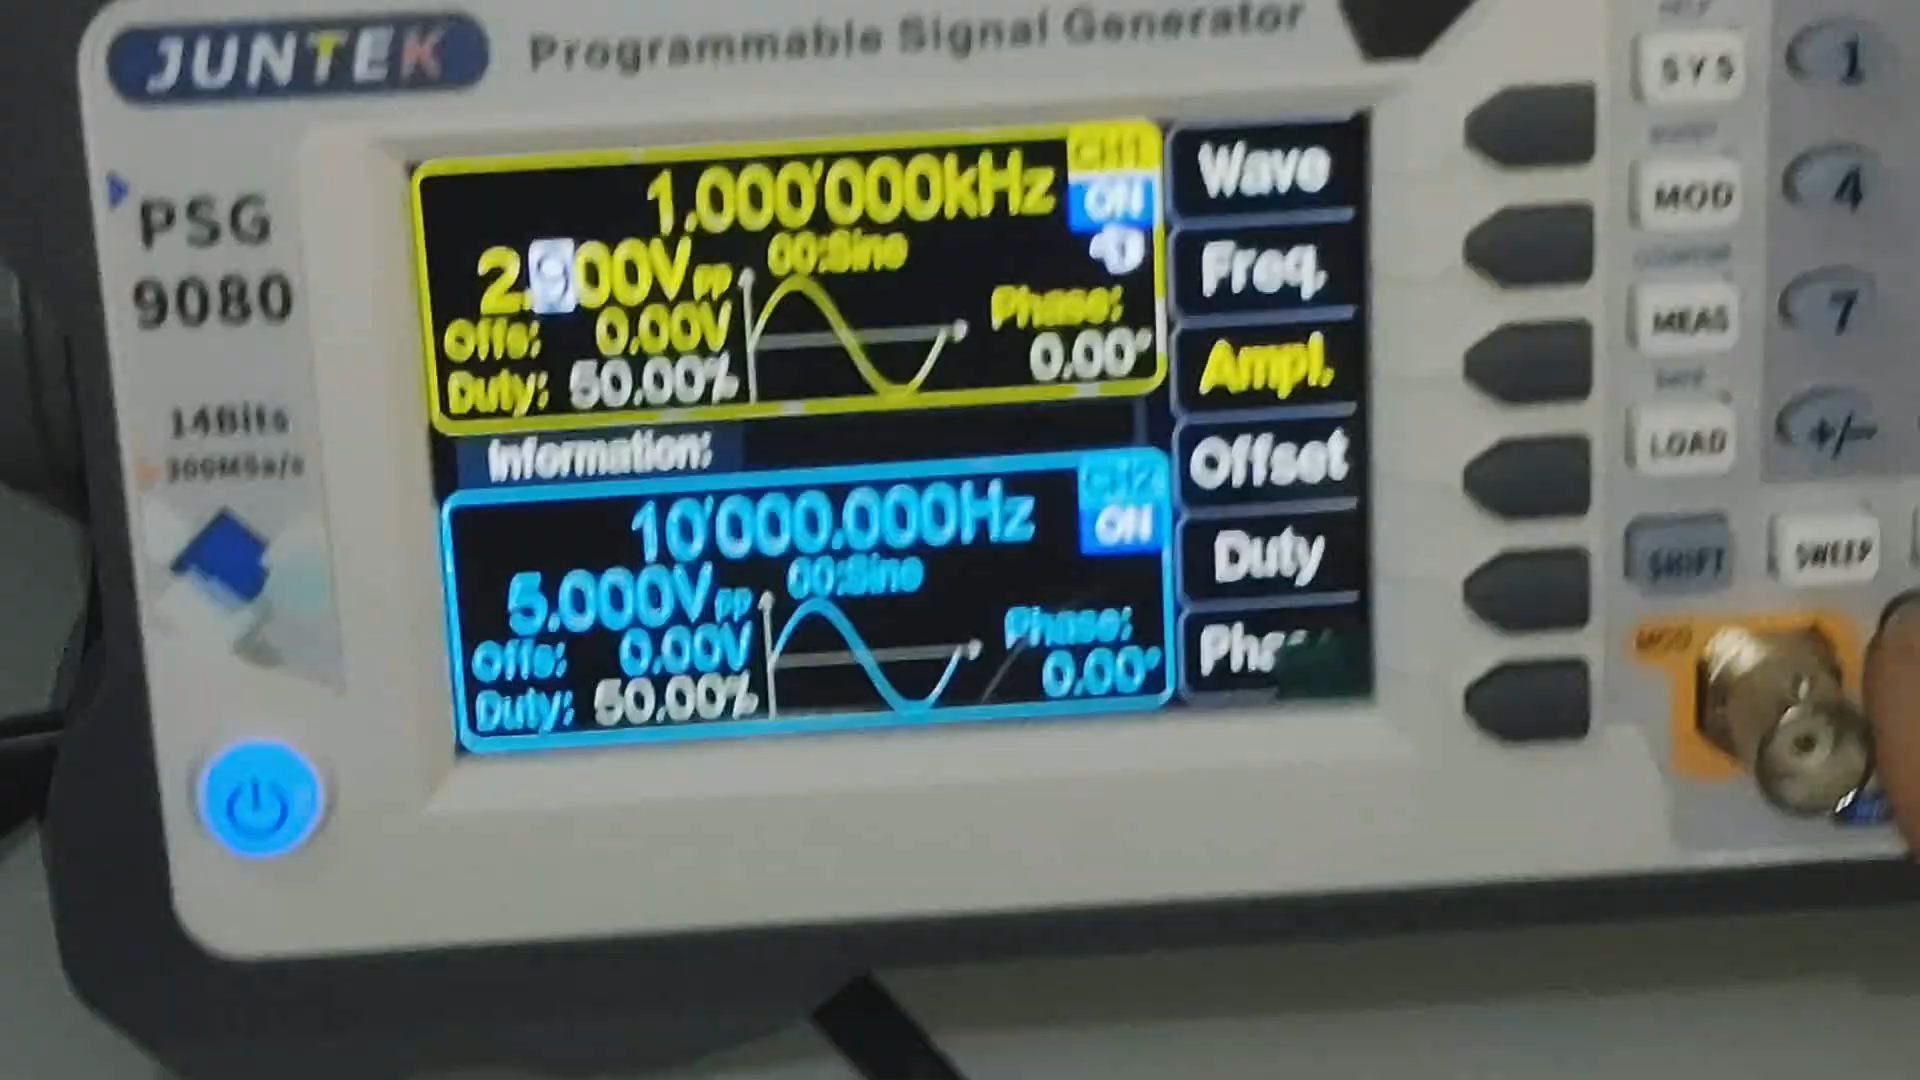 JUNTEK Programmable Signal Generator
PSG
9080
14Bits
300MSa/s
1.000'000kHz CH1
ON
2.900Vpp 00:Sine
Offs: 0.00V Phase:
Duty: 50.00% 0.00°
Information:
10'000.000Hz CH2
ON
5.000Vpp 00:Sine
Offs: 0.00V Phase:
Duty: 50.00% 0.00°
Wave
Freq.
Ampl.
Offset
Duty
SYS 1
MOD 4
MEAS 7
LOAD +/-
SHIFT SWEEP
MOD